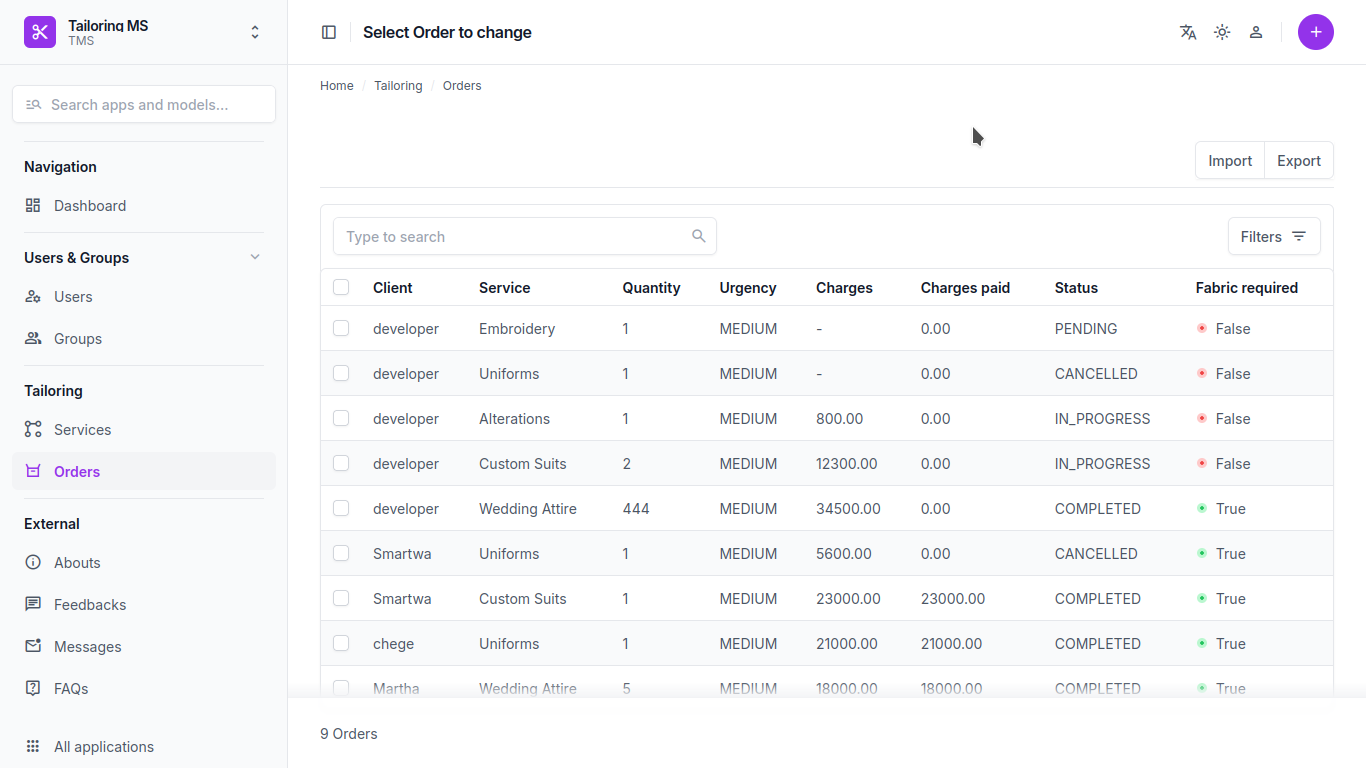 Tailoring MS
TMS
Search apps and models...
Navigation
Dashboard
Users & Groups
Users
Groups
Tailoring
Services
Orders
External
Abouts
Feedbacks
Messages
FAQs
All applications
Select Order to change
Home / Tailoring / Orders
Import Export
Type to search
Filters
Client Service Quantity Urgency Charges Charges paid Status Fabric required
developer Embroidery 1 MEDIUM - 0.00 PENDING False
developer Uniforms 1 MEDIUM - 0.00 CANCELLED False
developer Alterations 1 MEDIUM 800.00 0.00 IN_PROGRESS False
developer Custom Suits 2 MEDIUM 12300.00 0.00 IN_PROGRESS False
developer Wedding Attire 444 MEDIUM 34500.00 0.00 COMPLETED True
Smartwa Uniforms 1 MEDIUM 5600.00 0.00 CANCELLED True
Smartwa Custom Suits 1 MEDIUM 23000.00 23000.00 COMPLETED True
chege Uniforms 1 MEDIUM 21000.00 21000.00 COMPLETED True
Martha Wedding Attire 5 MEDIUM 18000.00 18000.00 COMPLETED True
9 Orders